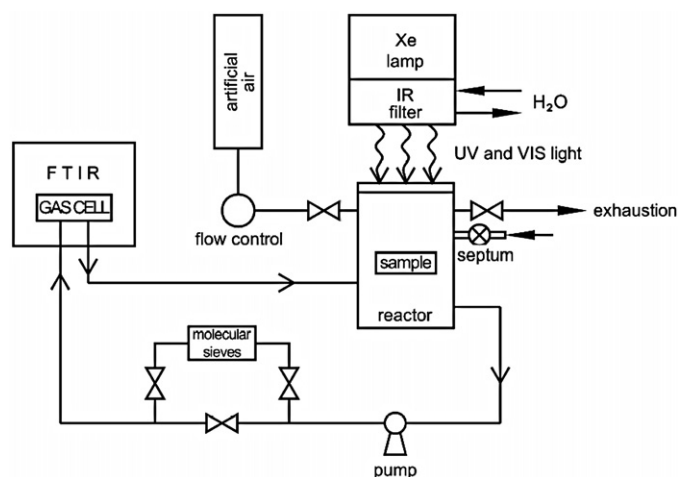 artificial
air
Xe
lamp
IR
filter
H₂O
UV and VIS light
FTIR
GAS CELL
flow control
exhaustion
septum
sample
reactor
molecular
sieves
pump